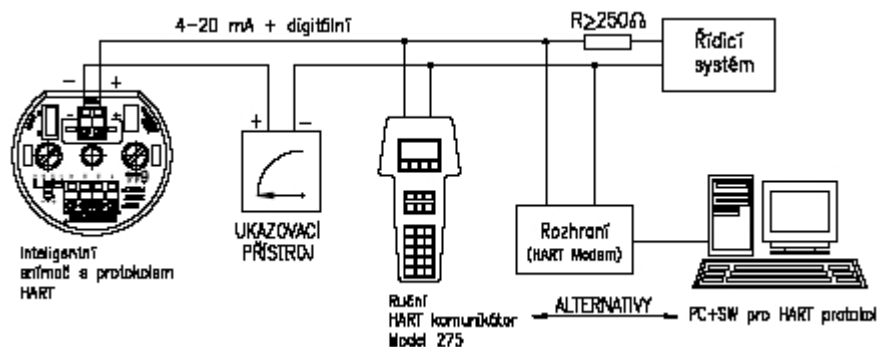 4-20 mA + digitólní
R≥250Ω
Řídicí
systém
- +
+ -
UKAZOVACÍ
PŘÍSTROJ
Inteligentní
snímač s protokolem
HART
Ruční
HART komunikátor
Model 275
Rozhraní
(HART Modem)
ALTERNATIVY
PC+SW pro HART protokol